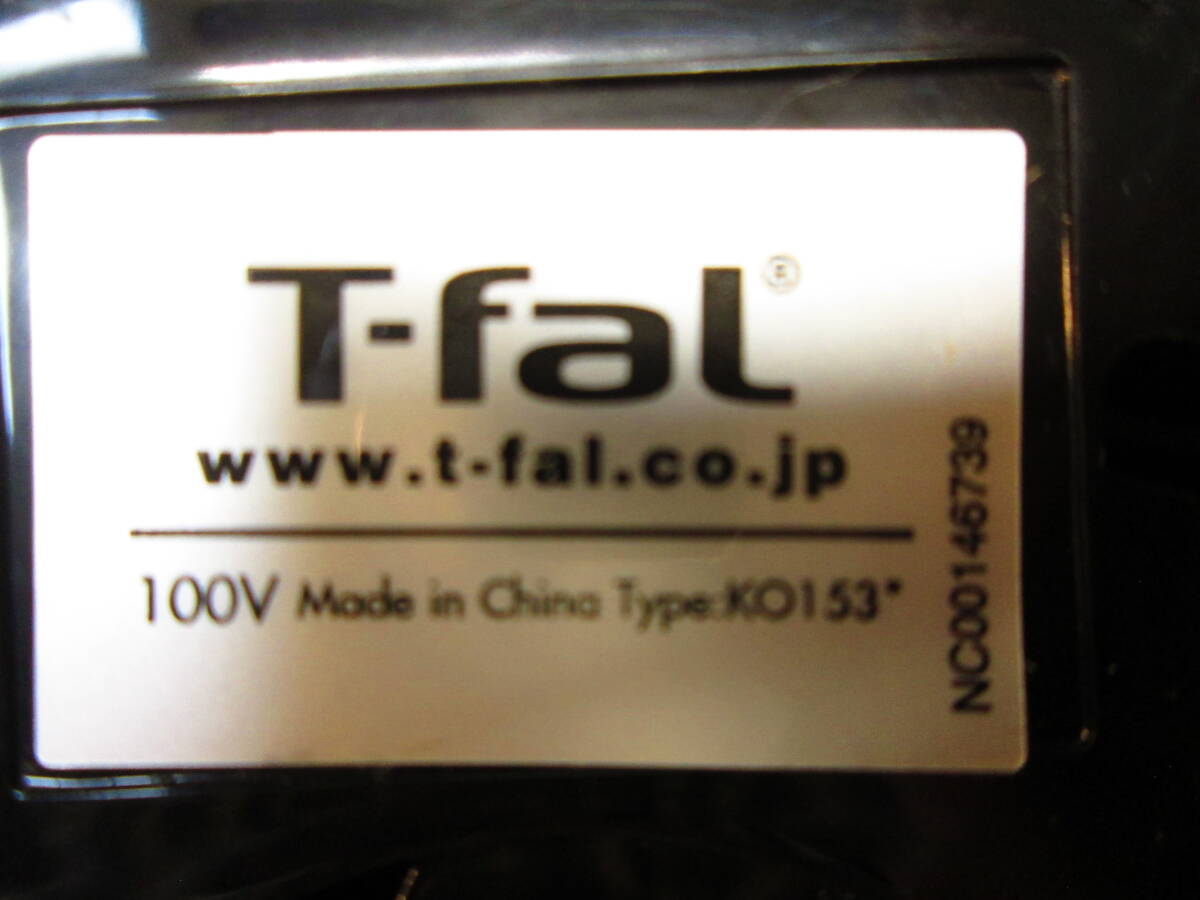 T-fal®
www.t-fal.co.jp
100V Made in China Type:KO153*
NC00146739